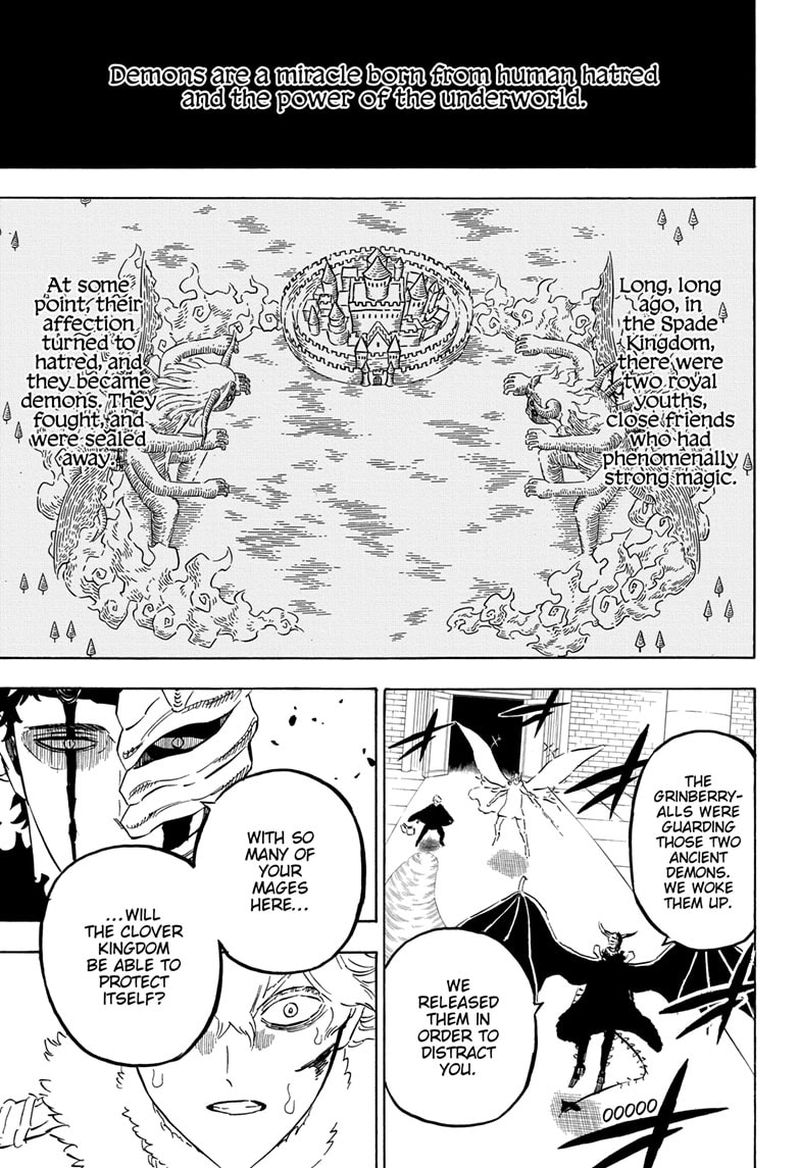 Demons are a miracle born from human hatred
and the power of the underworld.
Long, long
ago, in
the Spade
Kingdom,
there were
two royal
youths,
close friends
who had
phenomenally
strong magic.
At some
point, their
affection
turned to
hatred, and
they became
demons. They
fought, and
were sealed
away.
THE
GRINBERRY-
ALLS WERE
GUARDING
THOSE TWO
ANCIENT
DEMONS.
WE WOKE
THEM UP.
WE
RELEASED
THEM IN
ORDER TO
DISTRACT
YOU.
OOOOO
WITH SO
MANY OF
YOUR
MAGES
HERE...
...WILL
THE CLOVER
KINGDOM
BE ABLE TO
PROTECT
ITSELF?